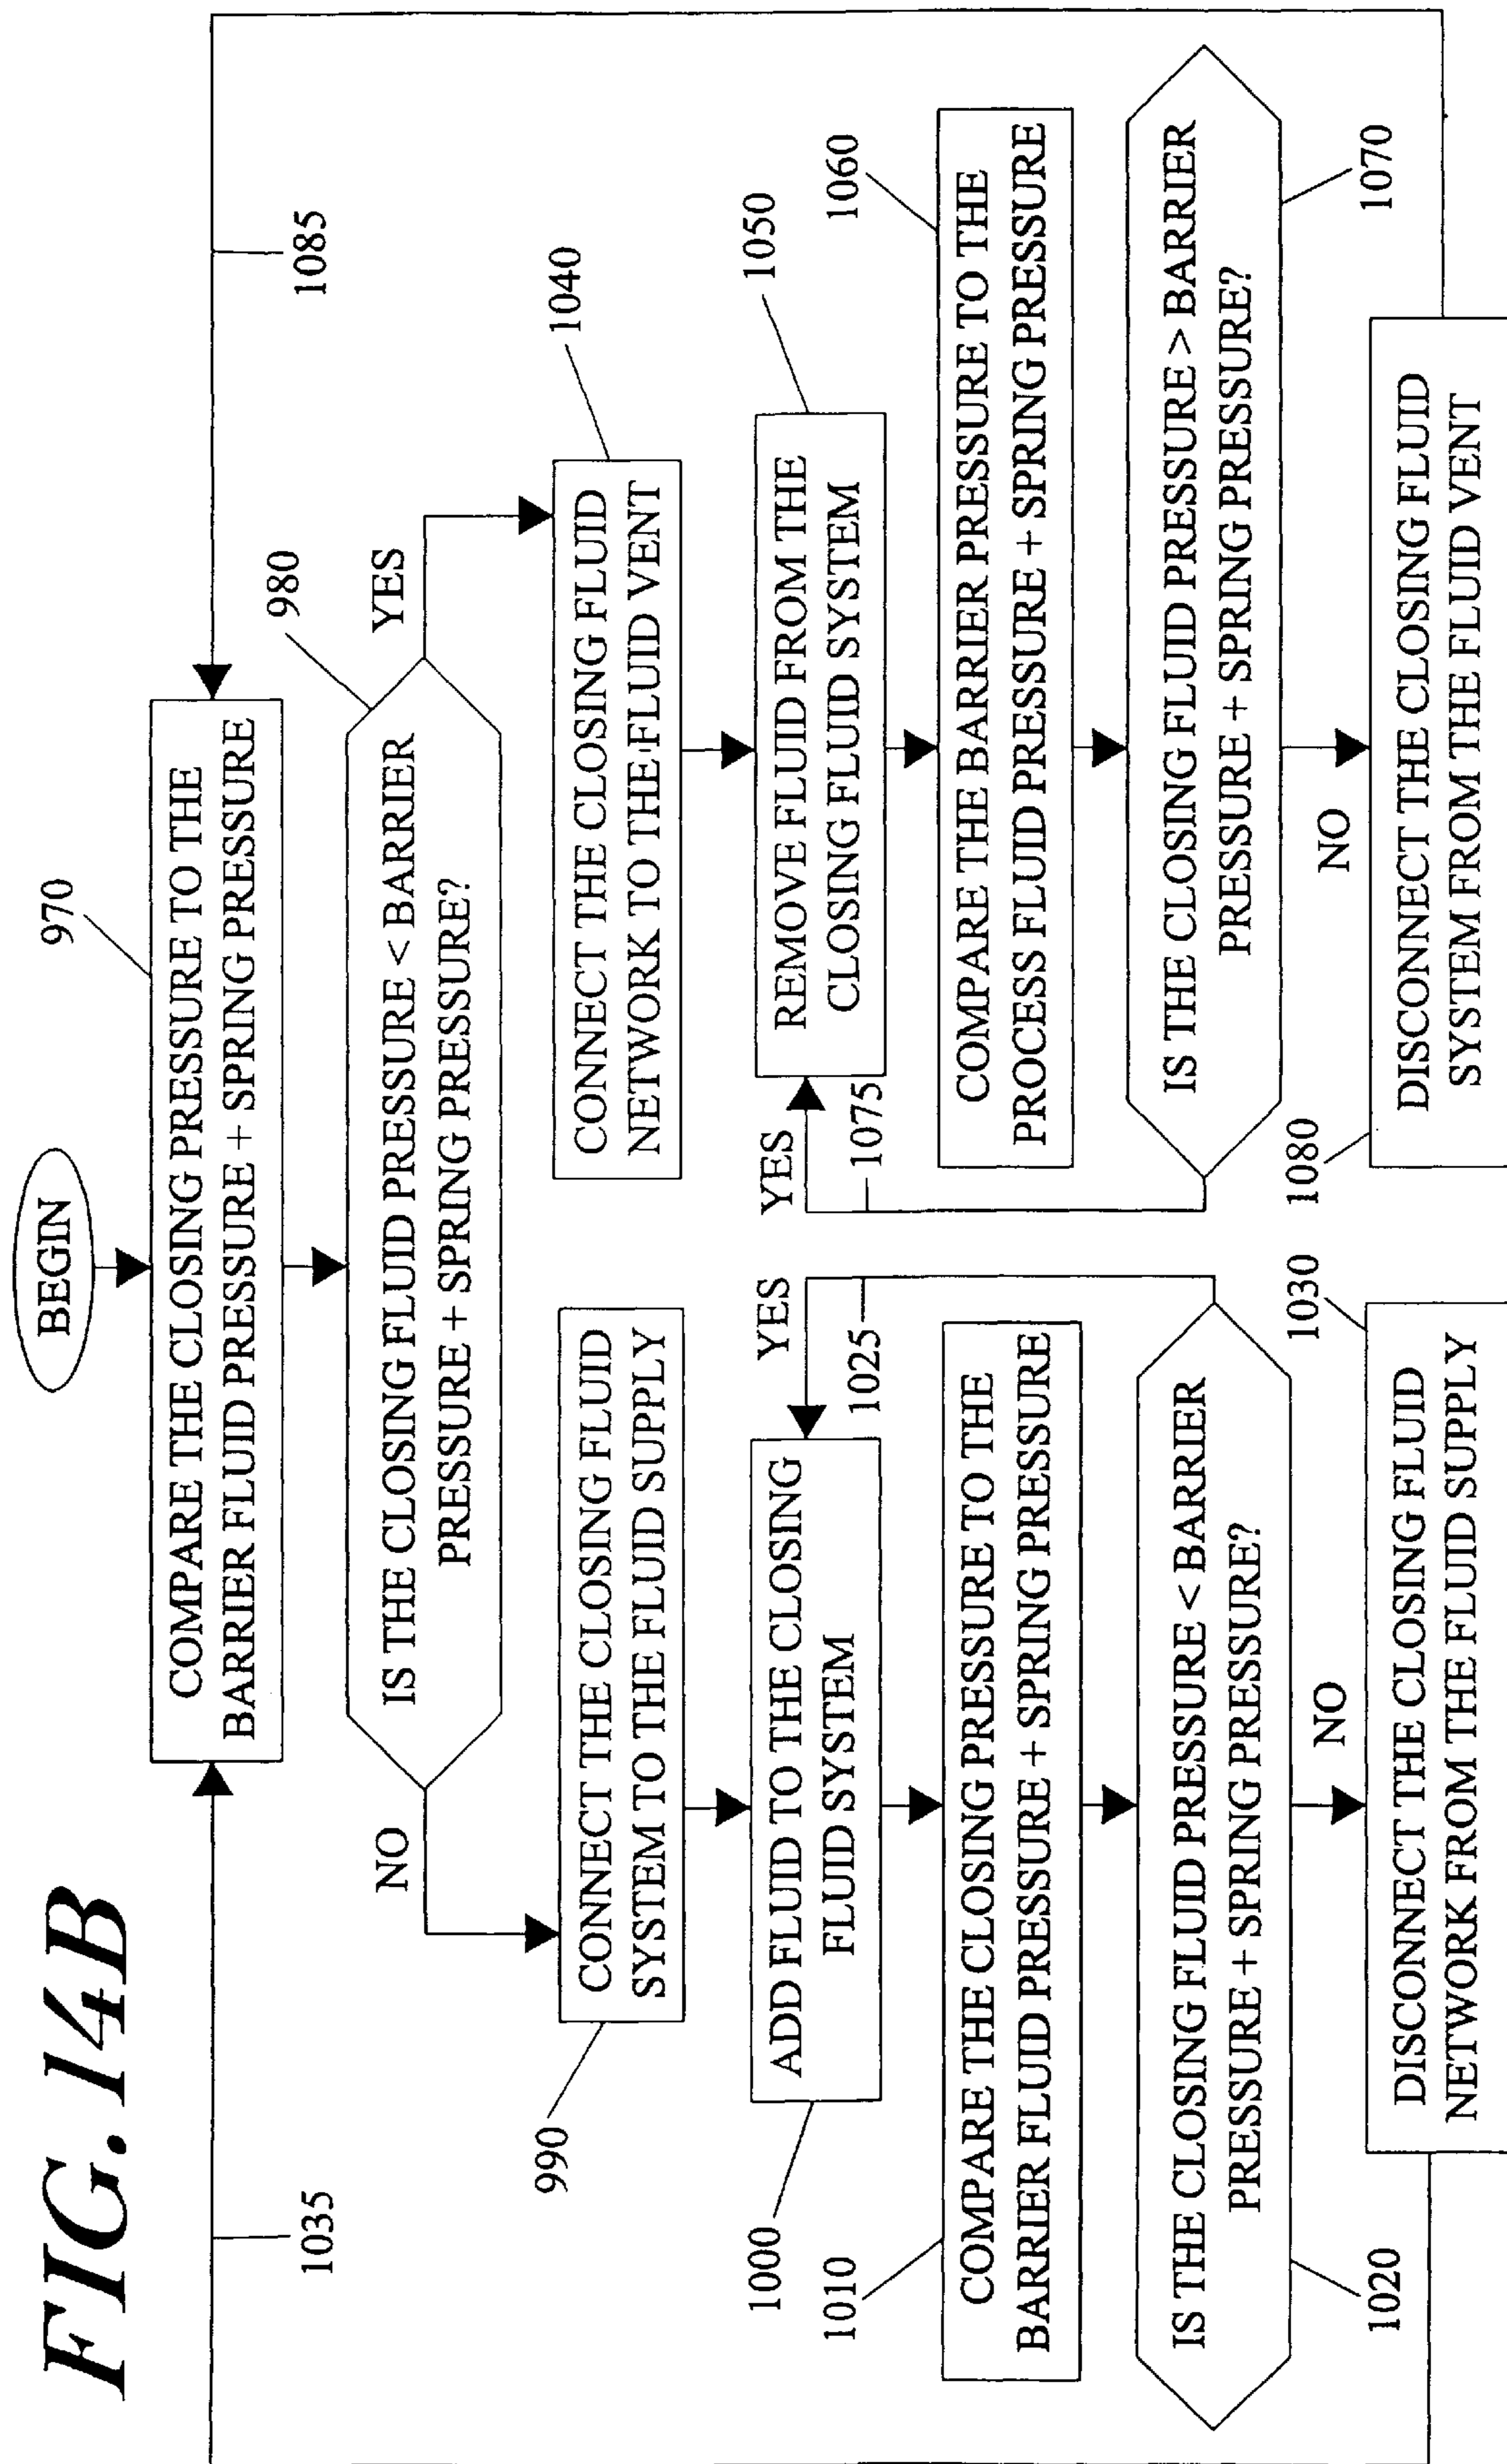 FIG. 14B
BEGIN
970
COMPARE THE CLOSING PRESSURE TO THE
BARRIER FLUID PRESSURE + SPRING PRESSURE
1035
1085
980
IS THE CLOSING FLUID PRESSURE < BARRIER
PRESSURE + SPRING PRESSURE?
NO
YES
990
CONNECT THE CLOSING FLUID
SYSTEM TO THE FLUID SUPPLY
1000
ADD FLUID TO THE CLOSING
FLUID SYSTEM
YES
1025
1010
COMPARE THE CLOSING PRESSURE TO THE
BARRIER FLUID PRESSURE + SPRING PRESSURE
IS THE CLOSING FLUID PRESSURE < BARRIER
PRESSURE + SPRING PRESSURE?
1020
NO
1030
DISCONNECT THE CLOSING FLUID
NETWORK FROM THE FLUID SUPPLY
1040
CONNECT THE CLOSING FLUID
NETWORK TO THE FLUID VENT
1050
REMOVE FLUID FROM THE
CLOSING FLUID SYSTEM
YES
1075
1060
COMPARE THE BARRIER PRESSURE TO THE
PROCESS FLUID PRESSURE + SPRING PRESSURE
IS THE CLOSING FLUID PRESSURE > BARRIER
PRESSURE + SPRING PRESSURE?
1070
NO
1080
DISCONNECT THE CLOSING FLUID
SYSTEM FROM THE FLUID VENT